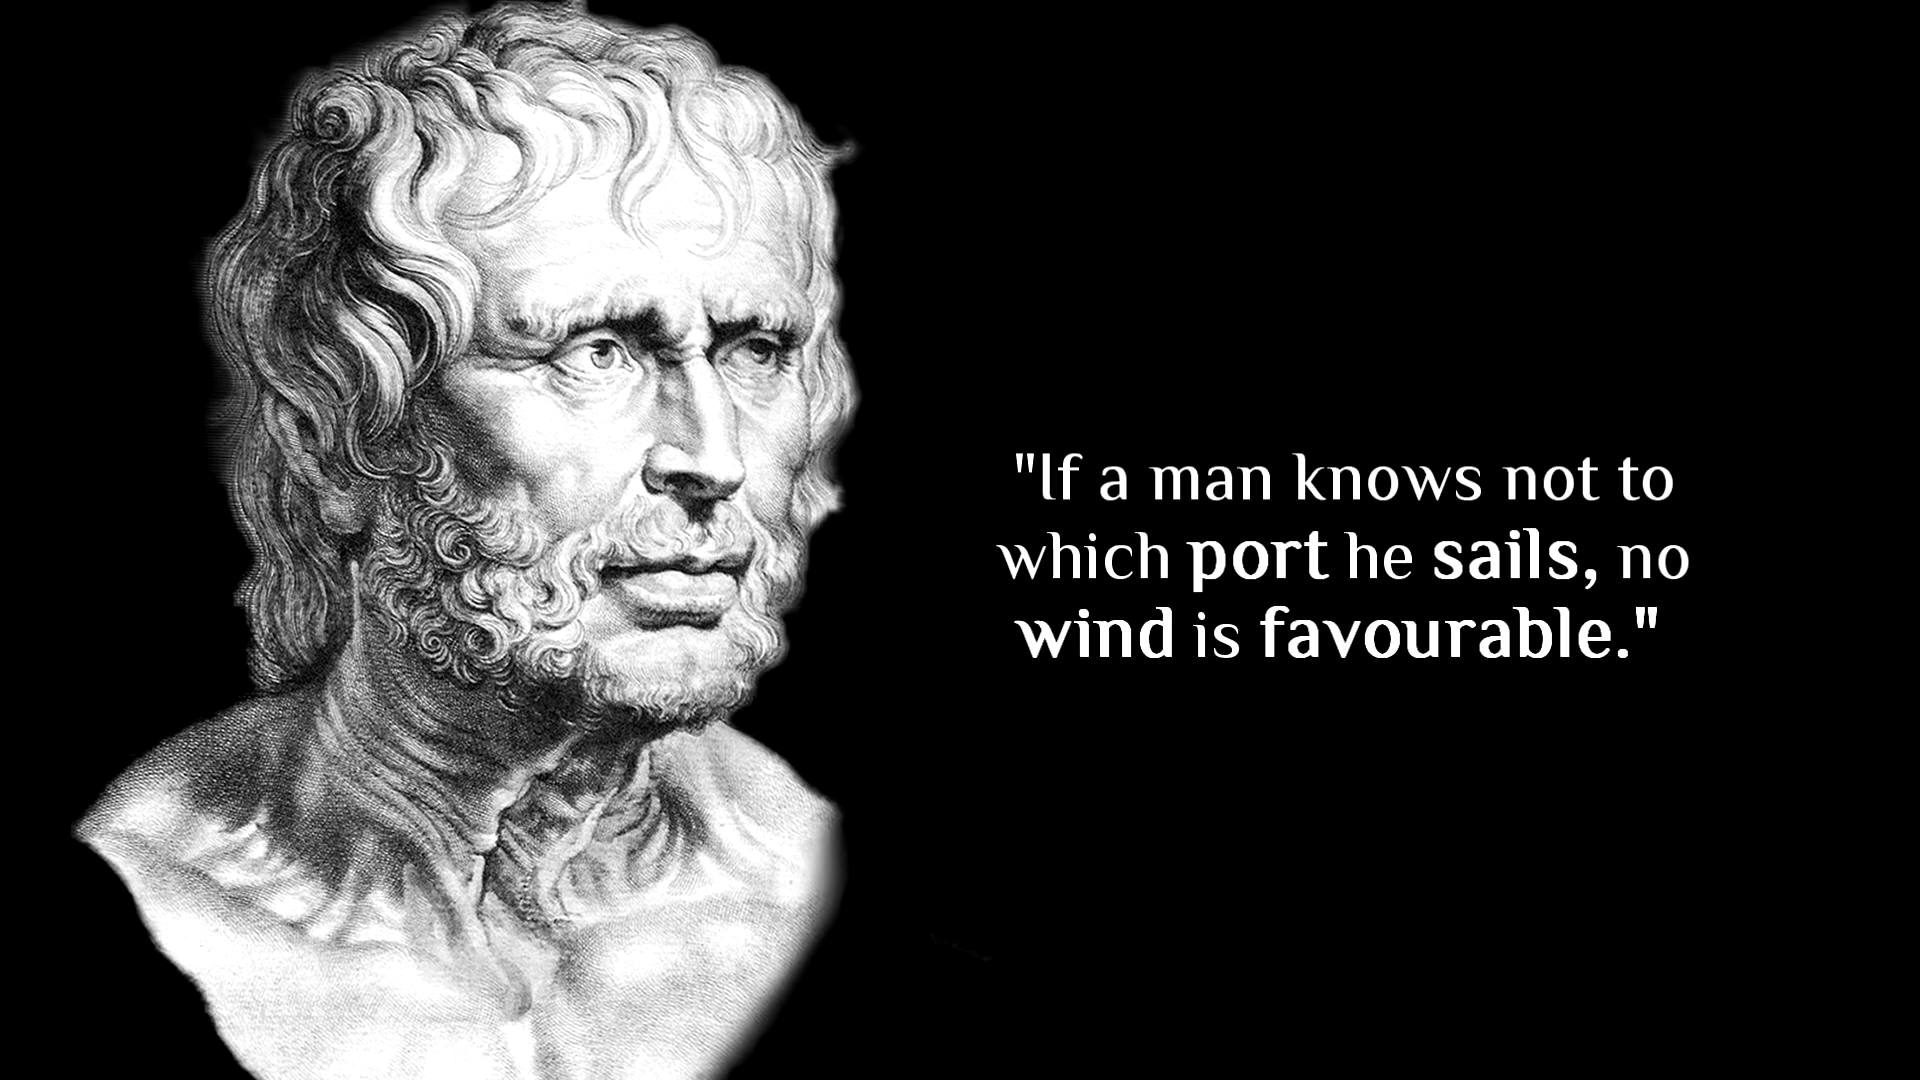 "If a man knows not to
which port he sails, no
wind is favourable."